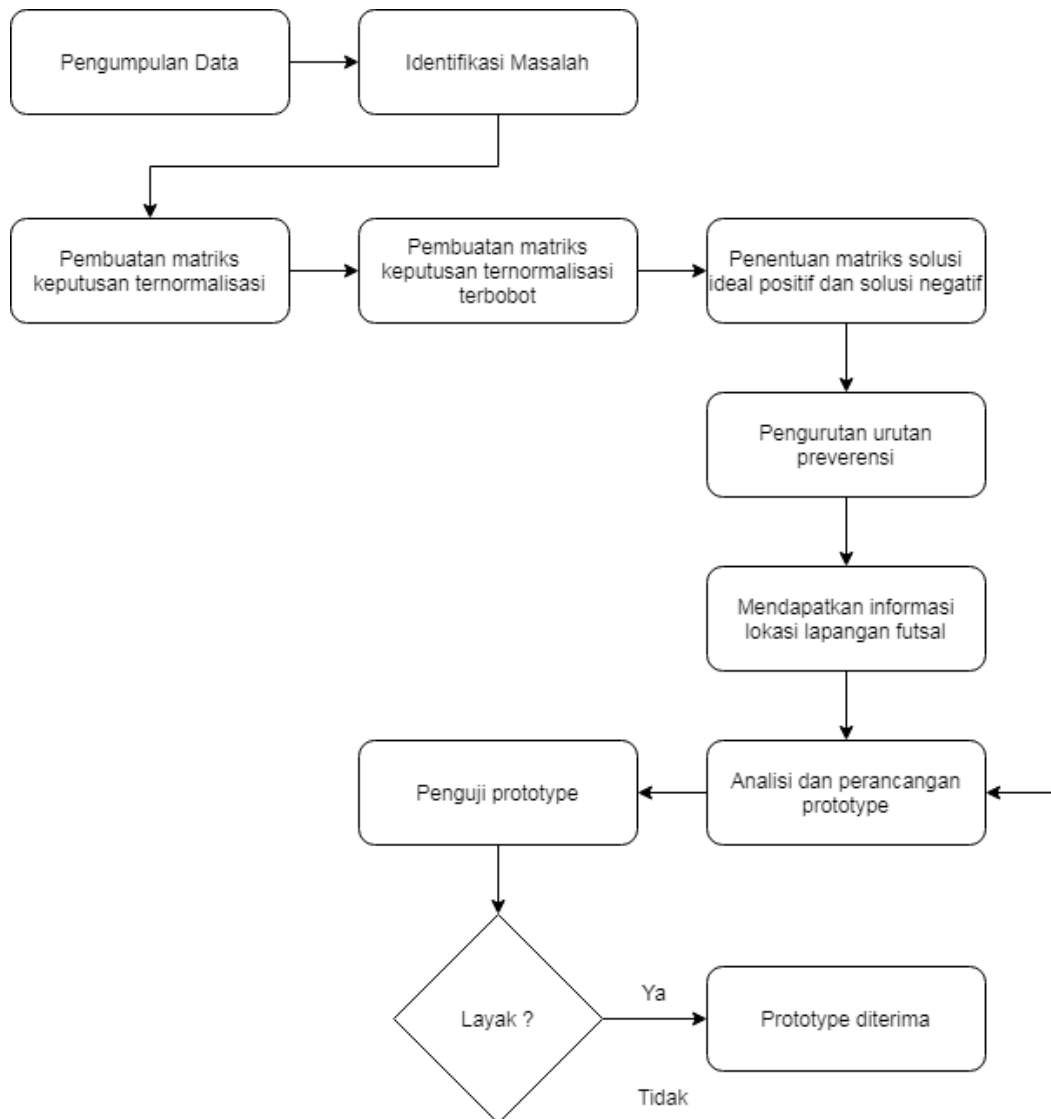 Pengumpulan Data
Identifikasi Masalah
Pembuatan matriks
keputusan ternormalisasi
Pembuatan matriks
keputusan ternormalisasi
terbobot
Penentuan matriks solusi
ideal positif dan solusi negatif
Pengurutan urutan
preverensi
Mendapatkan informasi
lokasi lapangan futsal
Analisi dan perancangan
prototype
Penguji prototype
Layak ?
Ya
Prototype diterima
Tidak